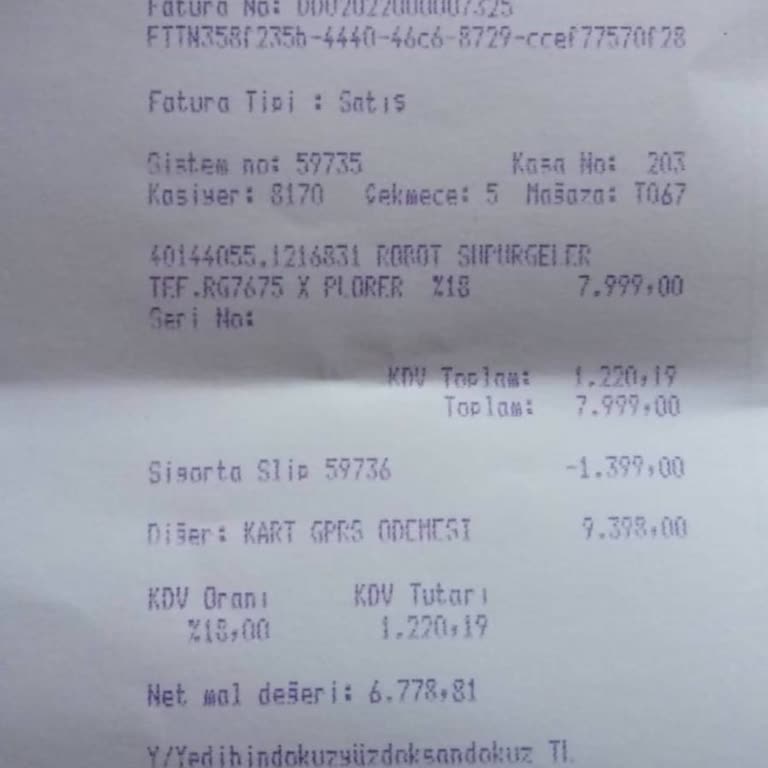 Fatura No: DD02022000007325
ETTN358f235b-4440-46c6-8729-ccef77570f28
Fatura Tipi : Satış
Sistem no: 59735 Kasa No: 203
Kasiyer: 8170 Çekmece: 5 Mağaza: T067
40144055.1216831 ROBOT SUPURGELER
TEF.RG7675 X PLORER %18 7.999,00
Seri No:
KDV Toplam: 1.220,19
Toplam: 7.999,00
Sigorta Slip 59736 -1.399,00
Diğer: KART GPRS ODEMESI 9.398,00
KDV Oranı KDV Tutarı
%18,00 1.220,19
Net mal değeri: 6.778,81
Y/Yedibindokuzyüzdoksandokuz TL